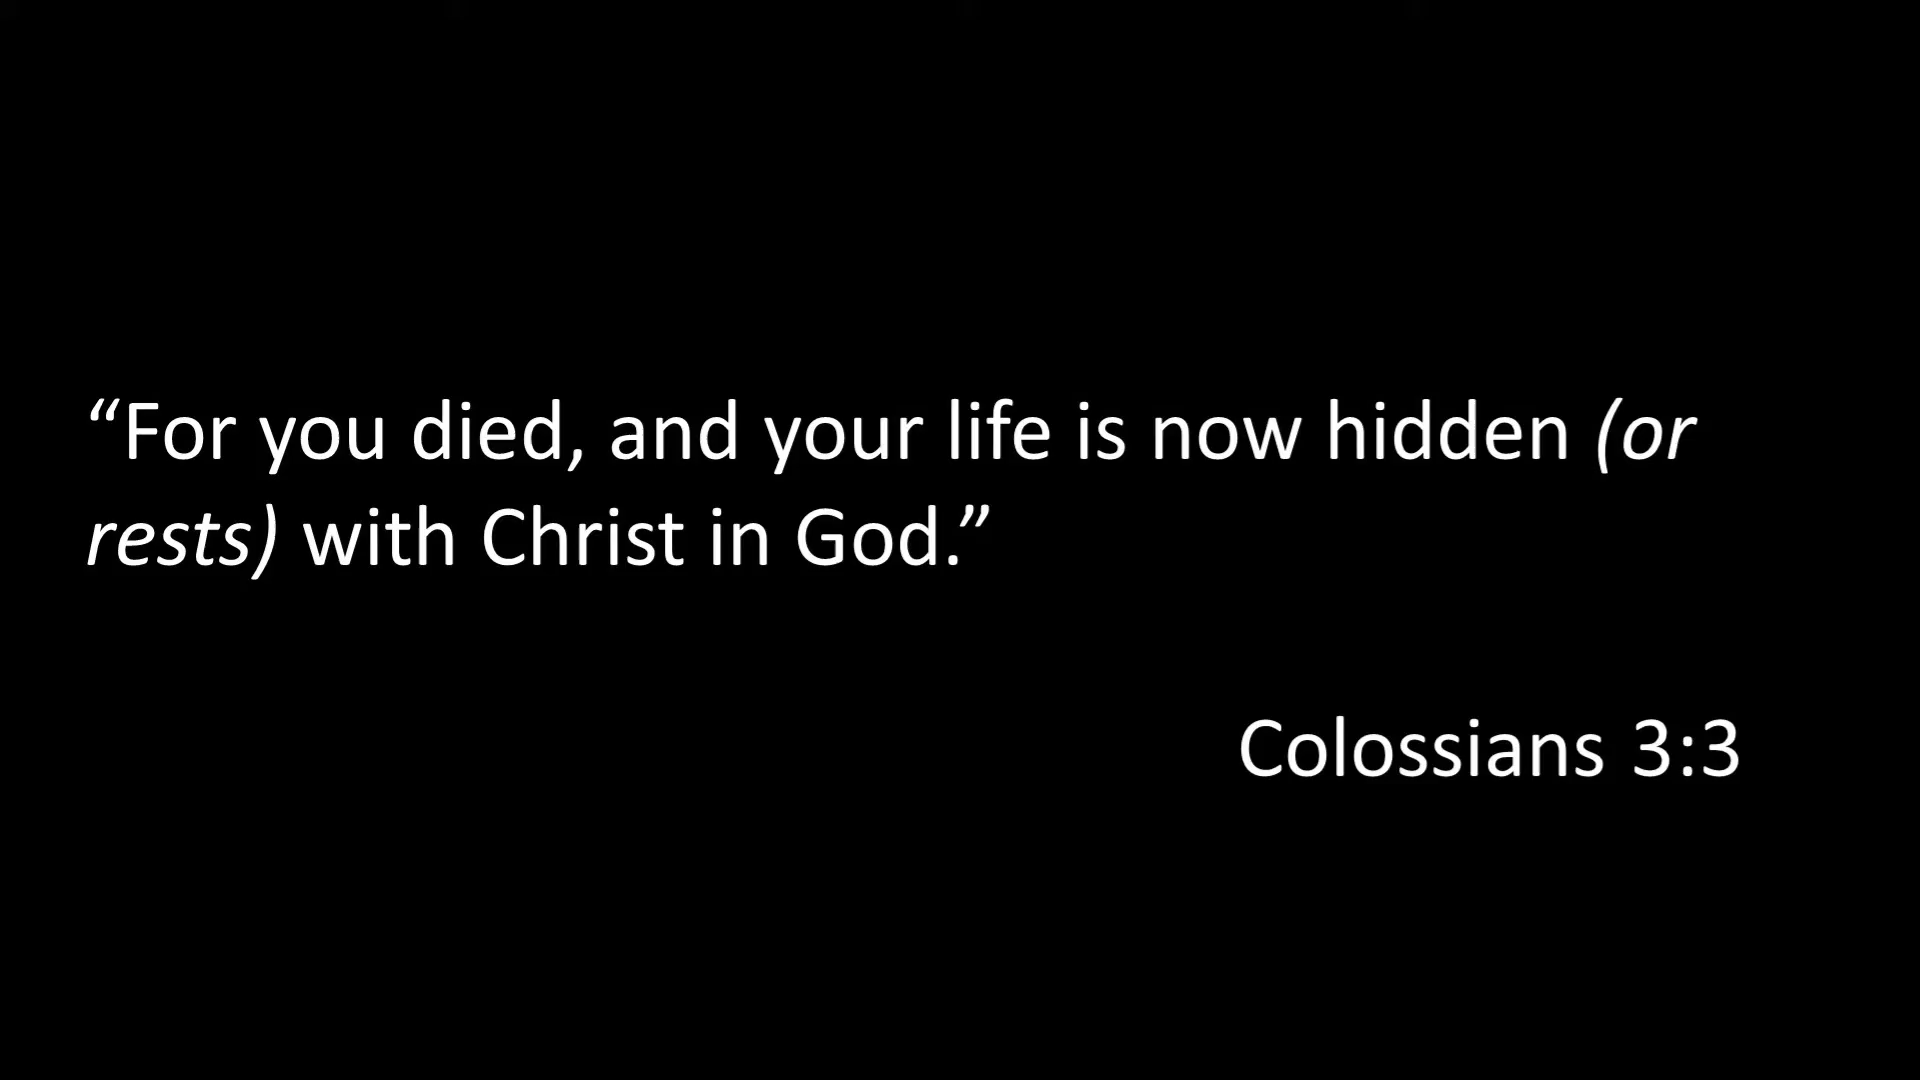 “For you died, and your life is now hidden (or
rests) with Christ in God.”
Colossians 3:3